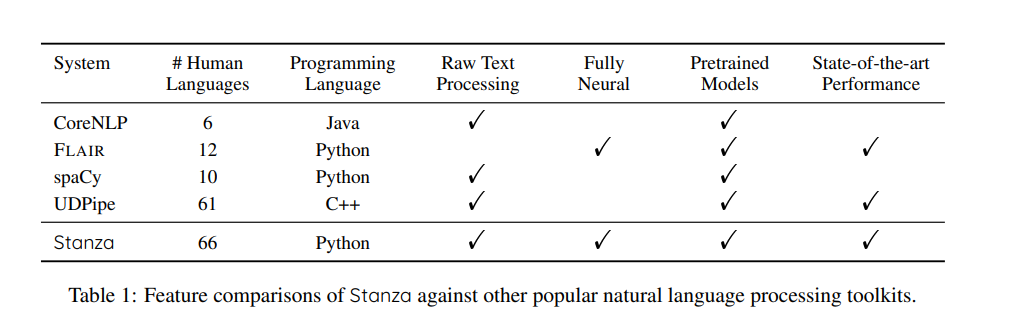 System # Human Languages Programming Language Raw Text Processing Fully Neural Pretrained Models State-of-the-art Performance
CoreNLP 6 Java ✓ ✓
FLAIR 12 Python ✓ ✓ ✓
spaCy 10 Python ✓ ✓
UDPipe 61 C++ ✓ ✓ ✓
Stanza 66 Python ✓ ✓ ✓ ✓
Table 1: Feature comparisons of Stanza against other popular natural language processing toolkits.